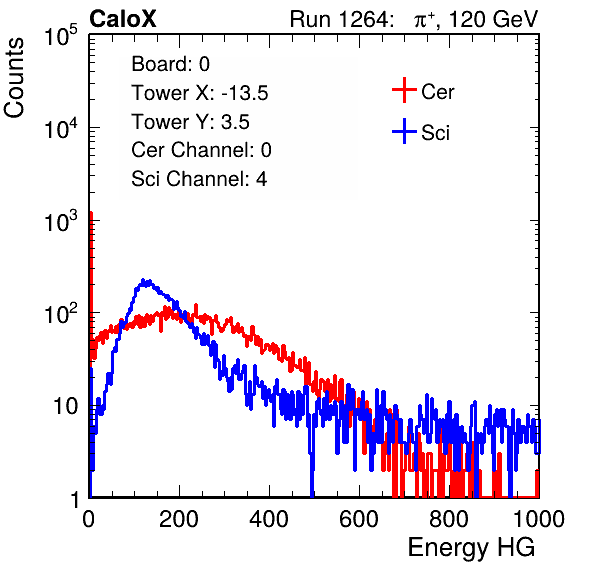 CaloX Run 1264: π⁺, 120 GeV
Counts
Board: 0
Tower X: -13.5
Tower Y: 3.5
Cer Channel: 0
Sci Channel: 4
Cer
Sci
10⁵
10⁴
10³
10²
10
1
0 200 400 600 800 1000
Energy HG